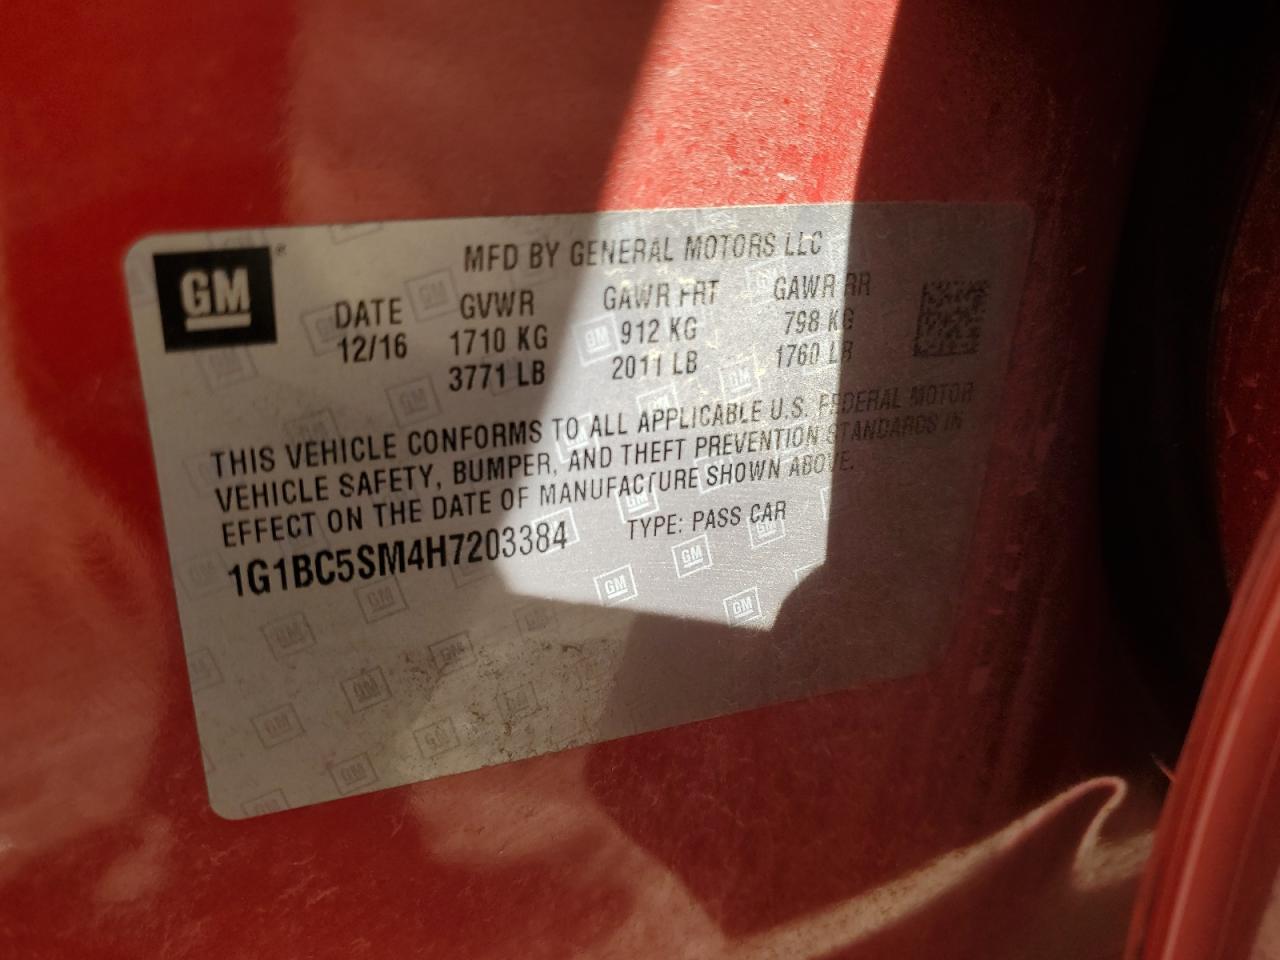 GM
MFD BY GENERAL MOTORS LLC
DATE GVWR GAWR FRT GAWR RR
12/16 1710 KG 912 KG 798 KG
3771 LB 2011 LB 1760 LB
THIS VEHICLE CONFORMS TO ALL APPLICABLE U.S. FEDERAL MOTOR
VEHICLE SAFETY, BUMPER, AND THEFT PREVENTION STANDARDS IN
EFFECT ON THE DATE OF MANUFACTURE SHOWN ABOVE.
1G1BC5SM4H7203384 TYPE: PASS CAR